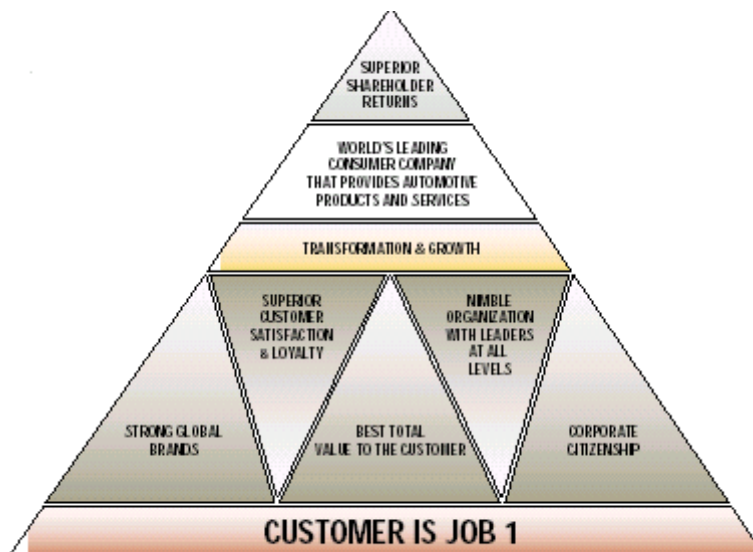 SUPERIOR
SHAREHOLDER
RETURNS
WORLD'S LEADING
CONSUMER COMPANY
THAT PROVIDES AUTOMOTIVE
PRODUCTS AND SERVICES
TRANSFORMATION & GROWTH
SUPERIOR
CUSTOMER
SATISFACTION
& LOYALTY
NIMBLE
ORGANIZATION
WITH LEADERS
AT ALL
LEVELS
STRONG GLOBAL
BRANDS
BEST TOTAL
VALUE TO THE CUSTOMER
CORPORATE
CITIZENSHIP
CUSTOMER IS JOB 1